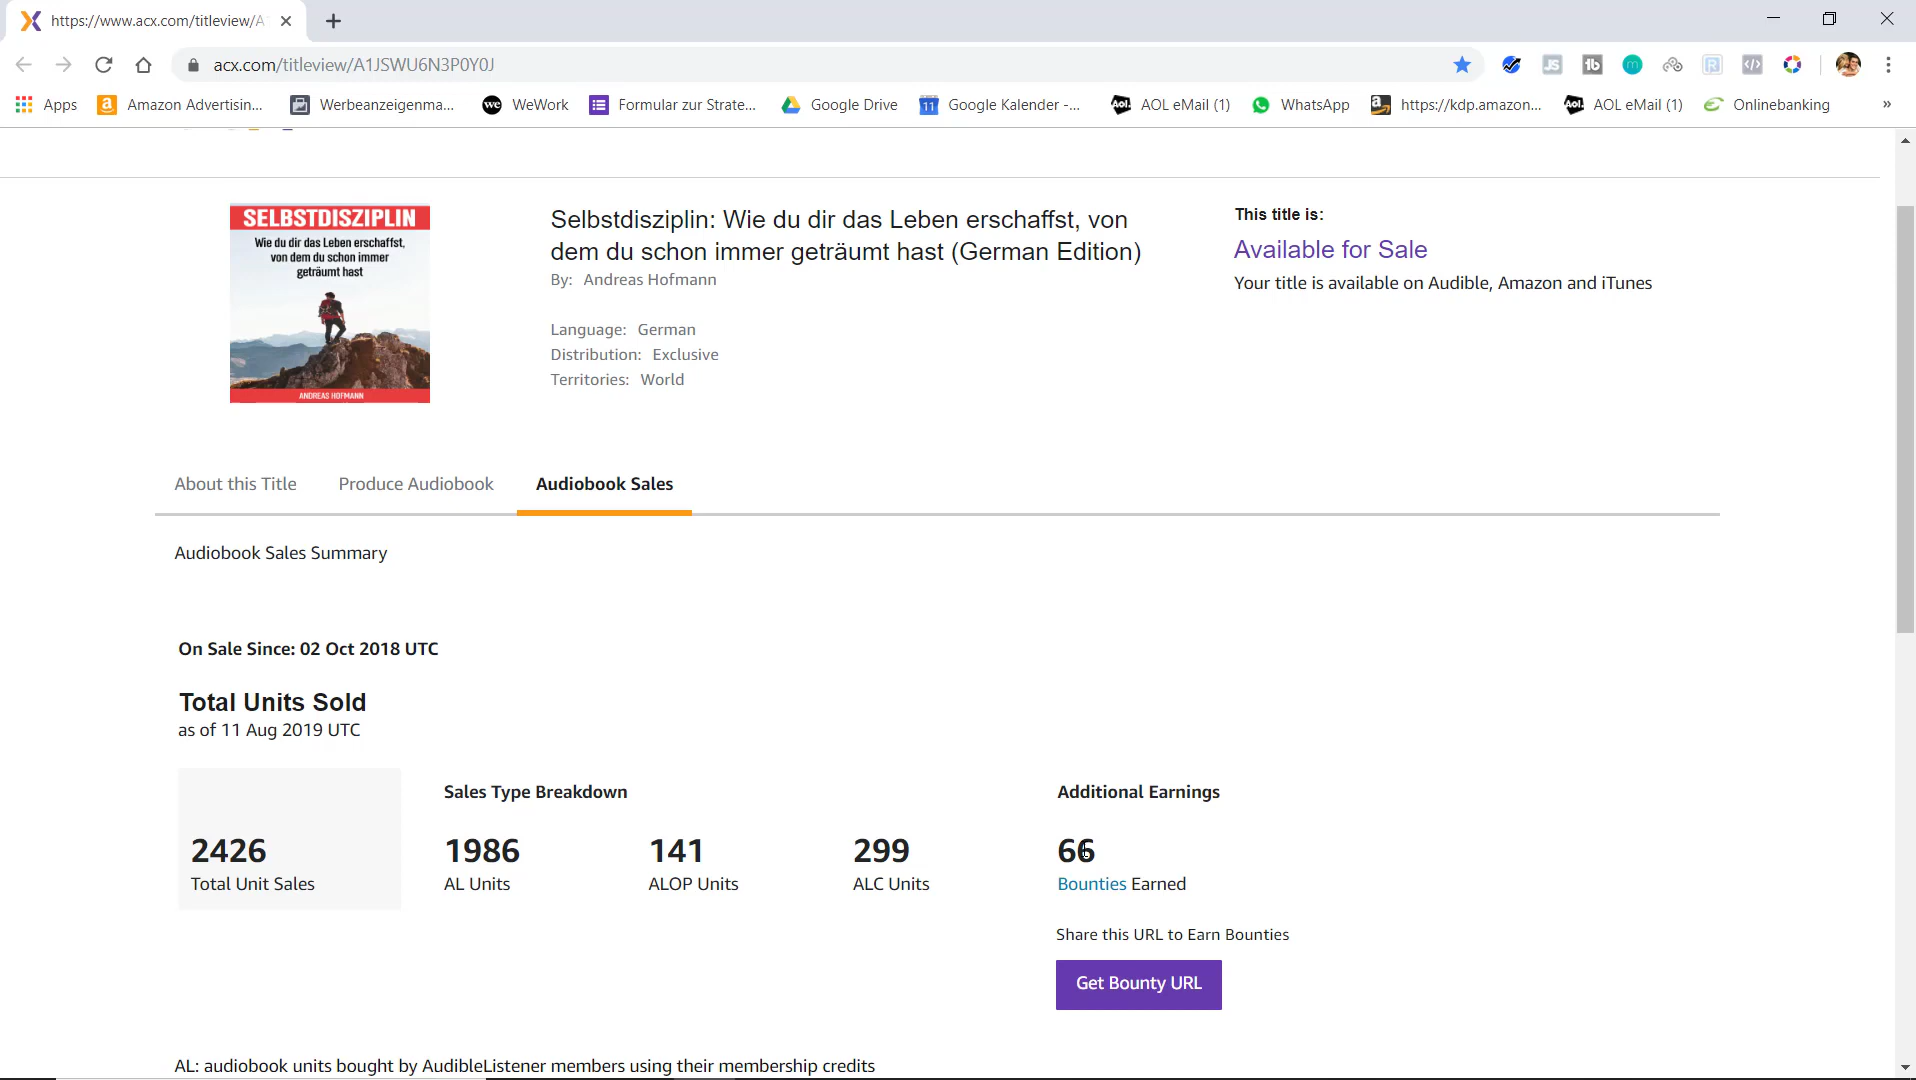 https://www.acx.com/titleview/A
acx.com/titleview/A1JSWU6N3P0Y0J
Apps
Amazon Advertisin...
Werbeanzeigenma...
WeWork
Formular zur Strate...
Google Drive
Google Kalender -...
AOL eMail (1)
WhatsApp
https://kdp.amazon...
AOL eMail (1)
Onlinebanking
»
SELBSTDISZIPLIN
Wie du dir das Leben erschaffst,
von dem du schon immer
geträumt hast
ANDREAS HOFMANN
Selbstdisziplin: Wie du dir das Leben erschaffst, von
dem du schon immer geträumt hast (German Edition)
By: Andreas Hofmann
Language: German
Distribution: Exclusive
Territories: World
This title is:
Available for Sale
Your title is available on Audible, Amazon and iTunes
About this Title
Produce Audiobook
Audiobook Sales
Audiobook Sales Summary
On Sale Since: 02 Oct 2018 UTC
Total Units Sold
as of 11 Aug 2019 UTC
2426
Total Unit Sales
Sales Type Breakdown
1986
AL Units
141
ALOP Units
299
ALC Units
Additional Earnings
66
Bounties Earned
Share this URL to Earn Bounties
Get Bounty URL
AL: audiobook units bought by AudibleListener members using their membership credits